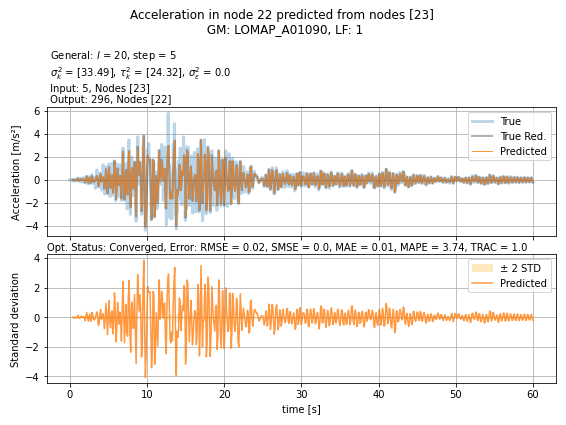 Acceleration in node 22 predicted from nodes [23]
GM: LOMAP_A01090, LF: 1
General: l = 20, step = 5
σ²ₖ = [33.49], τ²ₖ = [24.32], σ²ε = 0.0
Input: 5, Nodes [23]
Output: 296, Nodes [22]
Acceleration [m/s²]
6
4
2
0
−2
−4
True
True Red.
Predicted
Opt. Status: Converged, Error: RMSE = 0.02, SMSE = 0.0, MAE = 0.01, MAPE = 3.74, TRAC = 1.0
Standard deviation
4
2
0
−2
−4
± 2 STD
Predicted
0 10 20 30 40 50 60
time [s]